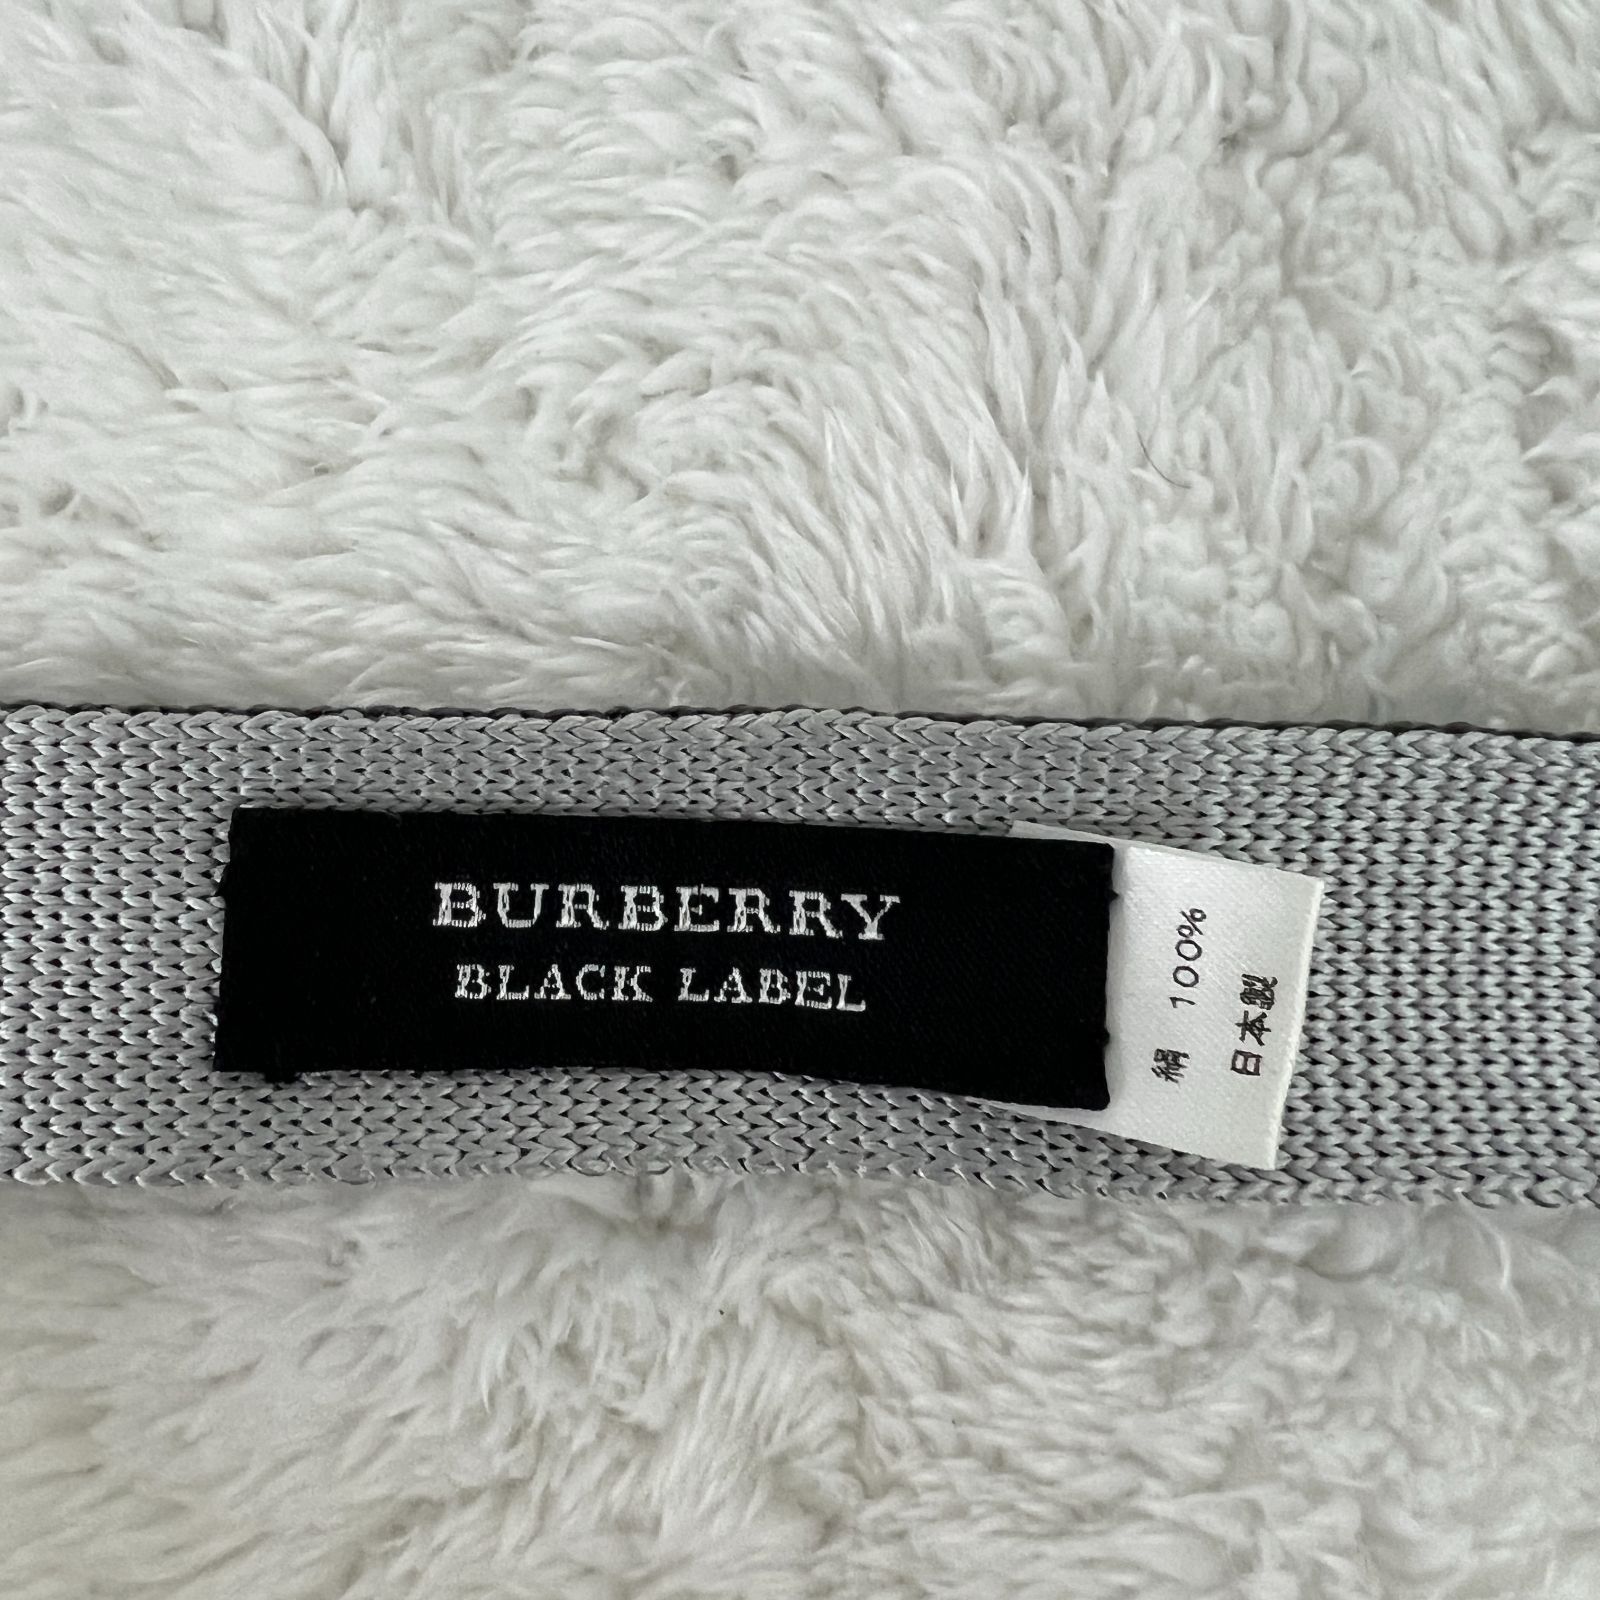 BURBERRY
BLACK LABEL
絹 100%
日本製